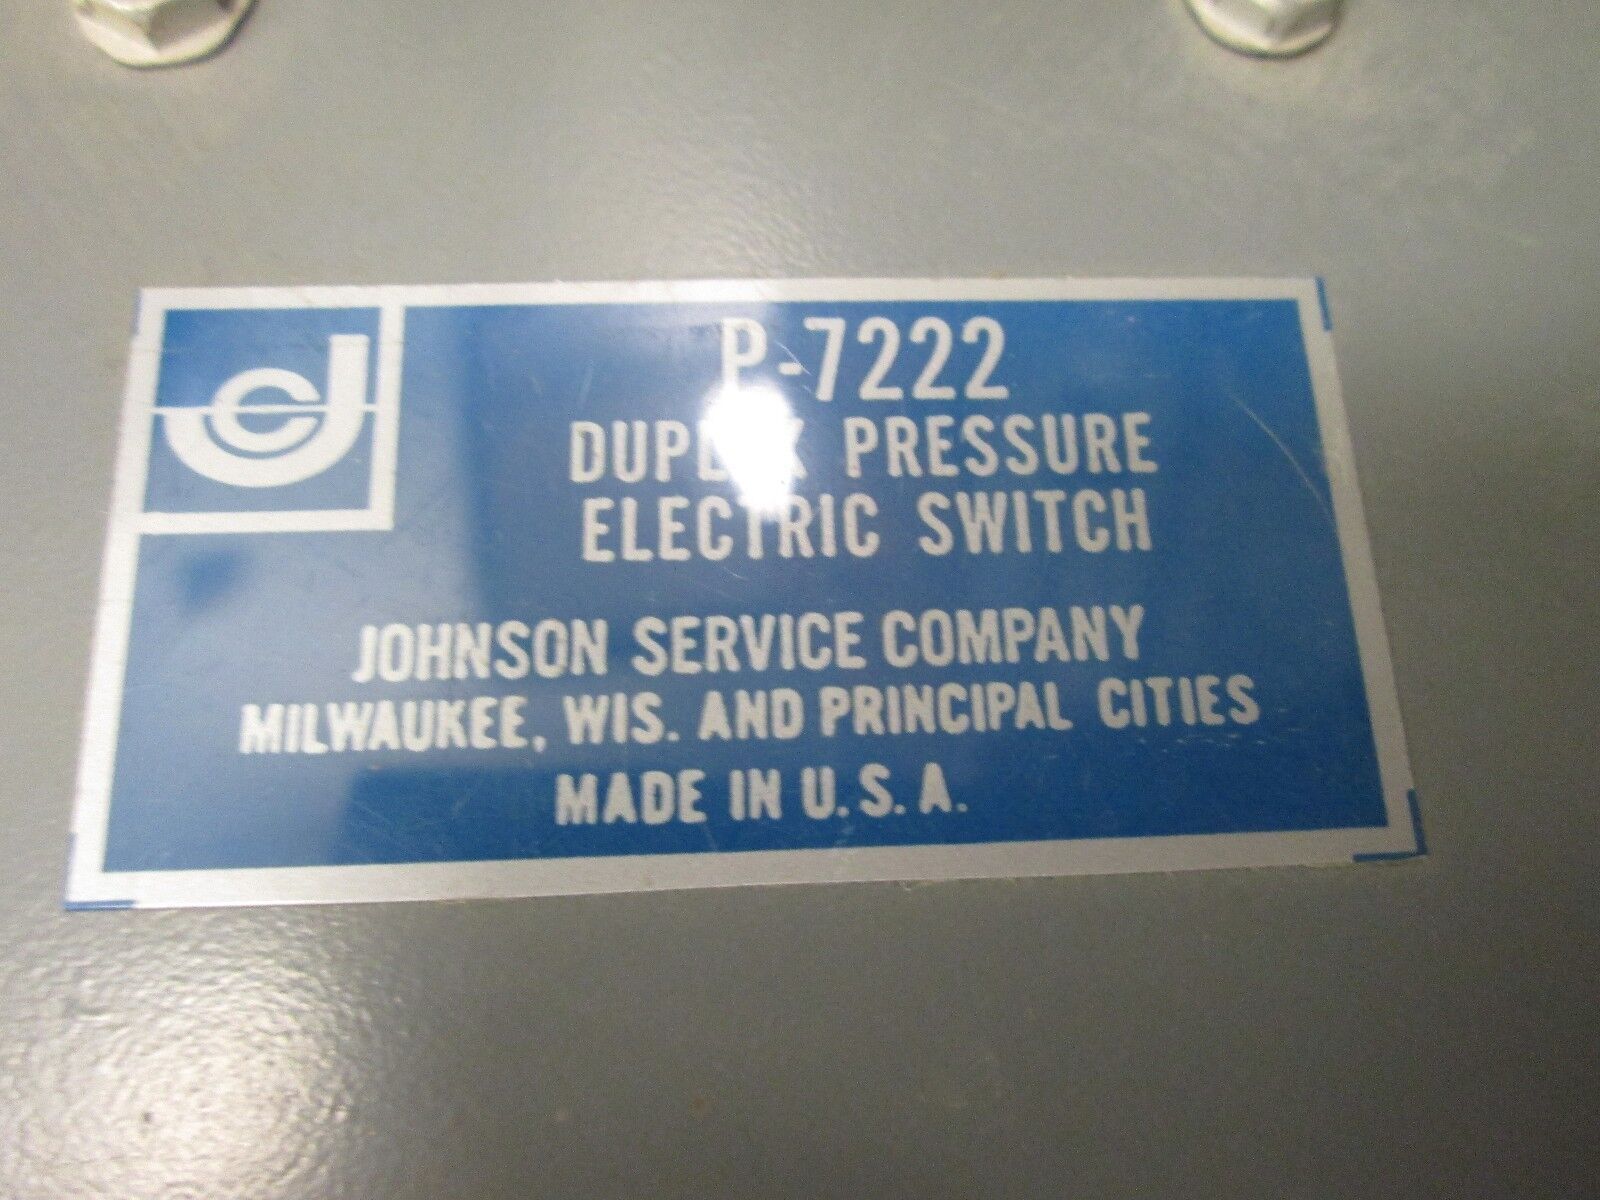 P-7222
DUPLEX PRESSURE
ELECTRIC SWITCH
JOHNSON SERVICE COMPANY
MILWAUKEE, WIS. AND PRINCIPAL CITIES
MADE IN U.S.A.